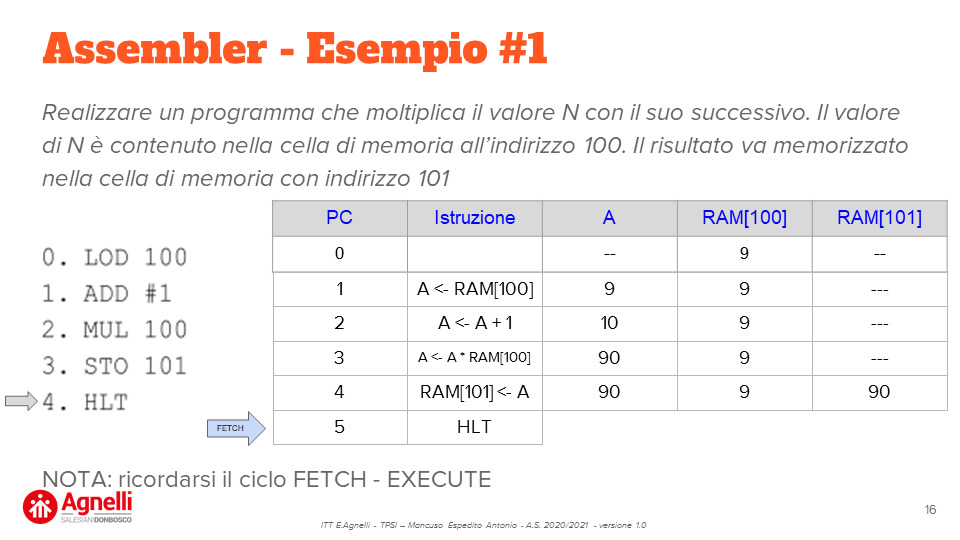 Assembler - Esempio #1
Realizzare un programma che moltiplica il valore N con il suo successivo. Il valore
di N è contenuto nella cella di memoria all’indirizzo 100. Il risultato va memorizzato
nella cella di memoria con indirizzo 101
0. LOD 100
1. ADD #1
2. MUL 100
3. STO 101
4. HLT
PC Istruzione A RAM[100] RAM[101]
0 -- 9 --
1 A <- RAM[100] 9 9 ---
2 A <- A + 1 10 9 ---
3 A <- A * RAM[100] 90 9 ---
4 RAM[101] <- A 90 9 90
FETCH 5 HLT
NOTA: ricordarsi il ciclo FETCH - EXECUTE
Agnelli
SALESIANI DONBOSCO
ITT E.Agnelli - TPSI – Mancuso Espedito Antonio - A.S. 2020/2021 - versione 1.0
16